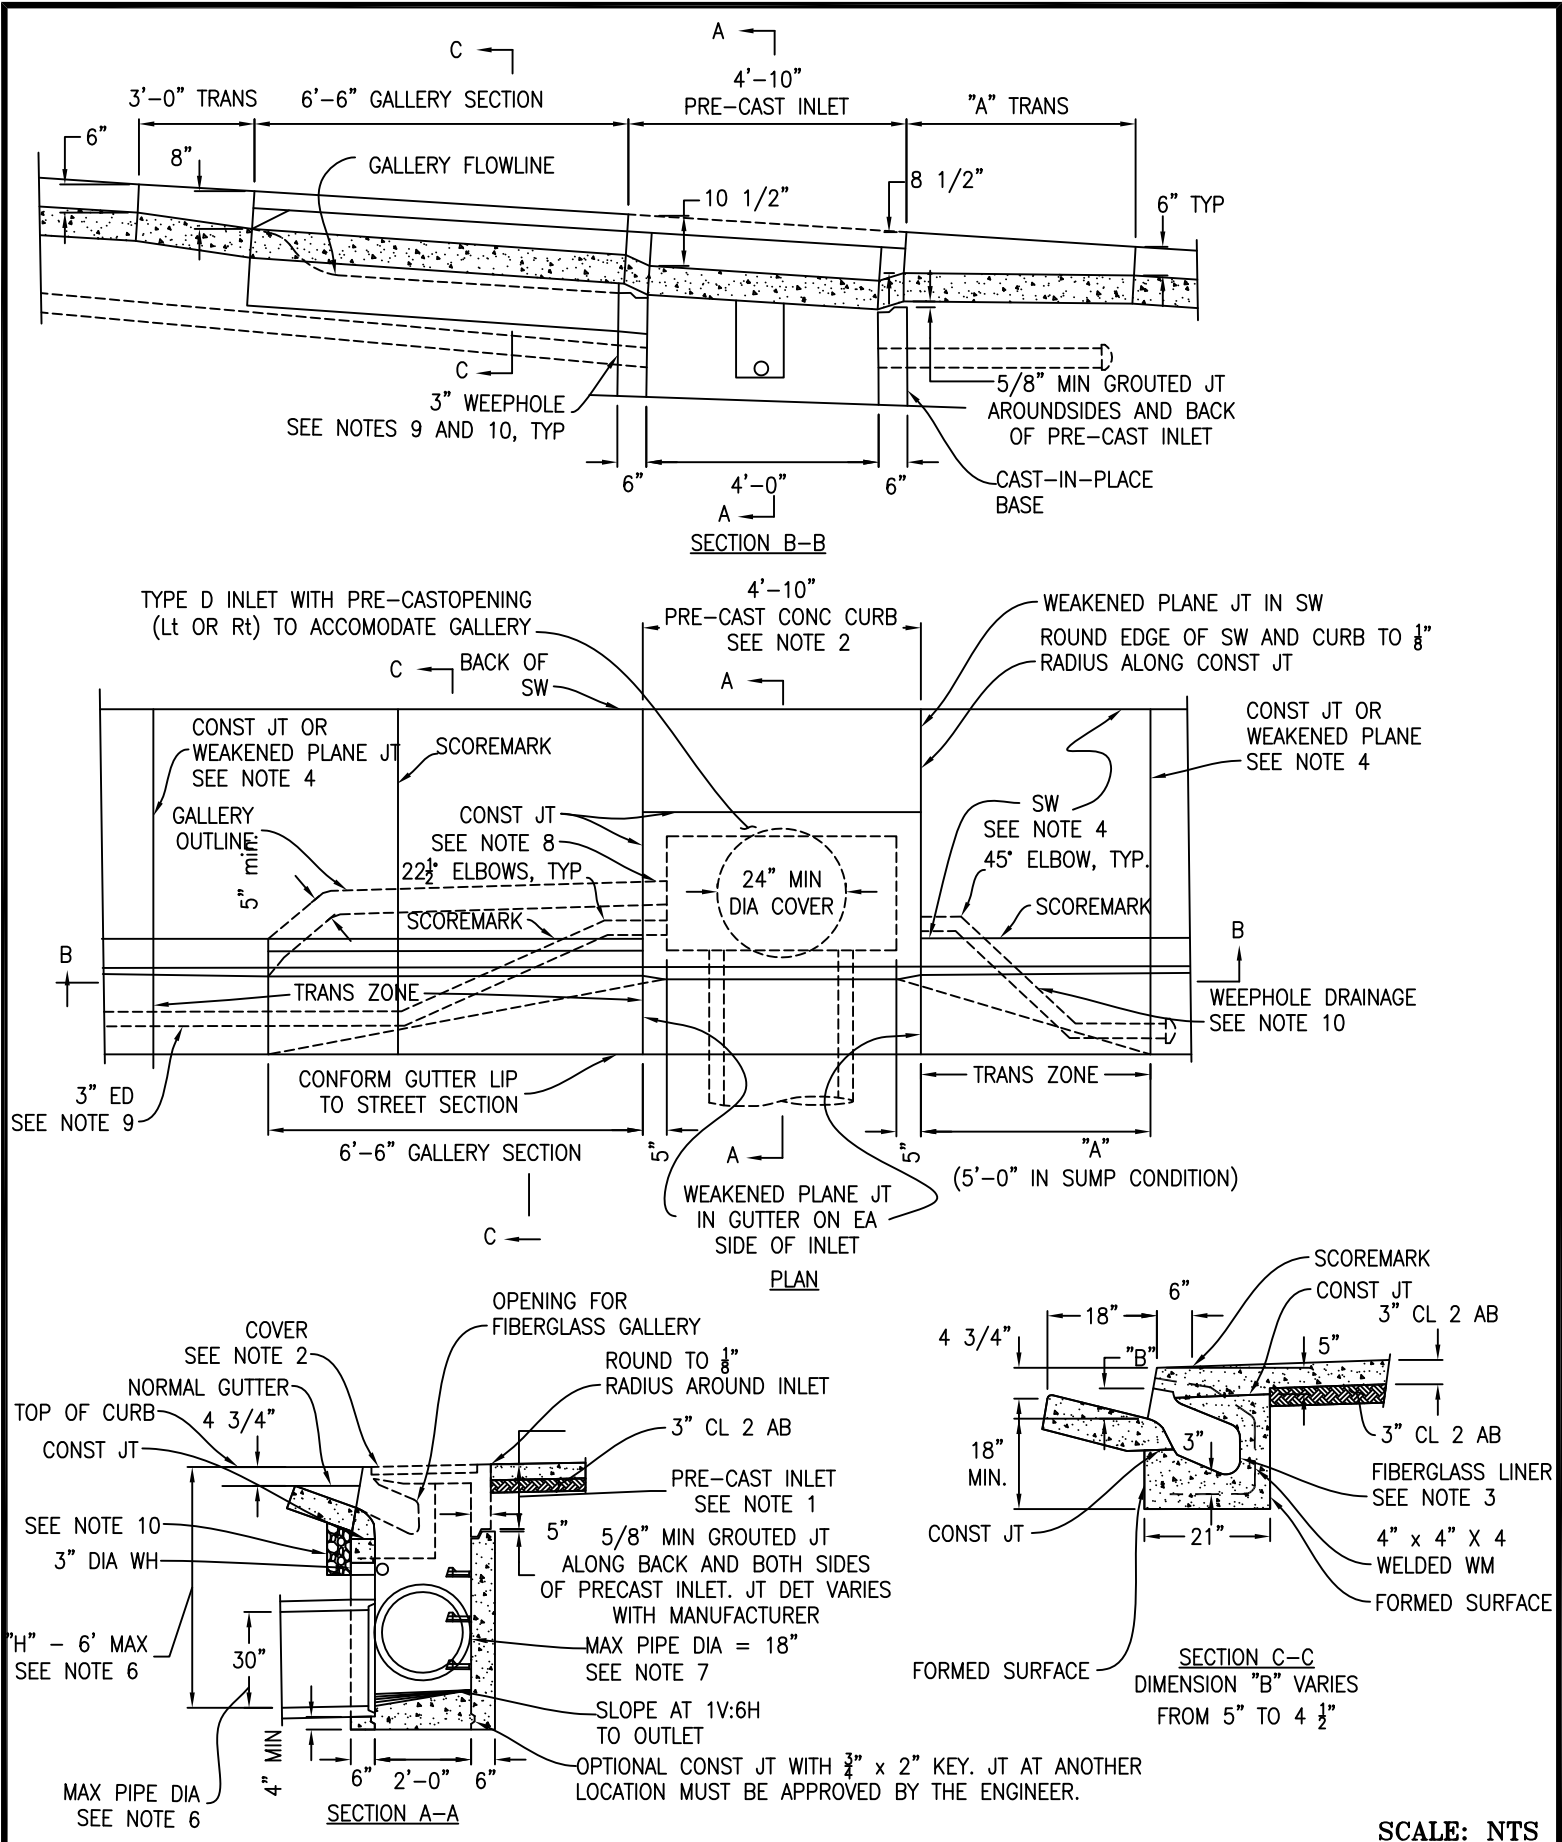 A
C
4'-10"
3'-0" TRANS
6'-6" GALLERY SECTION
PRE-CAST INLET
"A" TRANS
6"
8"
GALLERY FLOWLINE
10 1/2"
8 1/2"
6" TYP
C
3" WEEPHOLE
SEE NOTES 9 AND 10, TYP
5/8" MIN GROUTED JT
AROUNDSIDES AND BACK
OF PRE-CAST INLET
6"
4'-0"
6"
CAST-IN-PLACE
BASE
A
SECTION B-B
TYPE D INLET WITH PRE-CASTOPENING
(Lt OR Rt) TO ACCOMODATE GALLERY
4'-10"
PRE-CAST CONC CURB
SEE NOTE 2
WEAKENED PLANE JT IN SW
ROUND EDGE OF SW AND CURB TO 1/8"
RADIUS ALONG CONST JT
C
BACK OF
SW
A
CONST JT OR
WEAKENED PLANE JT
SEE NOTE 4
SCOREMARK
CONST JT OR
WEAKENED PLANE
SEE NOTE 4
GALLERY
OUTLINE
5" min.
CONST JT
SEE NOTE 8
22 1/2° ELBOWS, TYP
SW
SEE NOTE 4
45° ELBOW, TYP.
24" MIN
DIA COVER
SCOREMARK
SCOREMARK
B
B
TRANS ZONE
WEEPHOLE DRAINAGE
SEE NOTE 10
3" ED
SEE NOTE 9
CONFORM GUTTER LIP
TO STREET SECTION
TRANS ZONE
6'-6" GALLERY SECTION
5"
A
5"
"A"
(5'-0" IN SUMP CONDITION)
WEAKENED PLANE JT
IN GUTTER ON EA
SIDE OF INLET
C
PLAN
OPENING FOR
FIBERGLASS GALLERY
COVER
SEE NOTE 2
ROUND TO 1/8"
RADIUS AROUND INLET
NORMAL GUTTER
TOP OF CURB
4 3/4"
CONST JT
3" CL 2 AB
PRE-CAST INLET
SEE NOTE 1
SEE NOTE 10
3" DIA WH
5"
5/8" MIN GROUTED JT
ALONG BACK AND BOTH SIDES
OF PRECAST INLET. JT DET VARIES
WITH MANUFACTURER
"H" - 6' MAX
SEE NOTE 6
30"
MAX PIPE DIA = 18"
SEE NOTE 7
SLOPE AT 1V:6H
TO OUTLET
4" MIN
6"
2'-0"
6"
OPTIONAL CONST JT WITH 3/4" x 2" KEY. JT AT ANOTHER
LOCATION MUST BE APPROVED BY THE ENGINEER.
MAX PIPE DIA
SEE NOTE 6
SECTION A-A
SCOREMARK
6"
CONST JT
18"
3" CL 2 AB
4 3/4"
5"
"B"
18"
MIN.
3"
3" CL 2 AB
FIBERGLASS LINER
SEE NOTE 3
CONST JT
21"
4" x 4" X 4
WELDED WM
FORMED SURFACE
FORMED SURFACE
SECTION C-C
DIMENSION "B" VARIES
FROM 5" TO 4 1/2"
SCALE: NTS